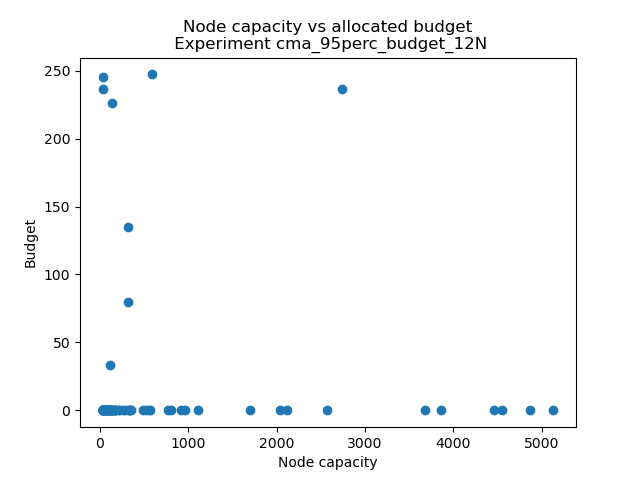 Node capacity vs allocated budget
Experiment cma_95perc_budget_12N
250
200
150
100
50
0
Budget
0 1000 2000 3000 4000 5000
Node capacity